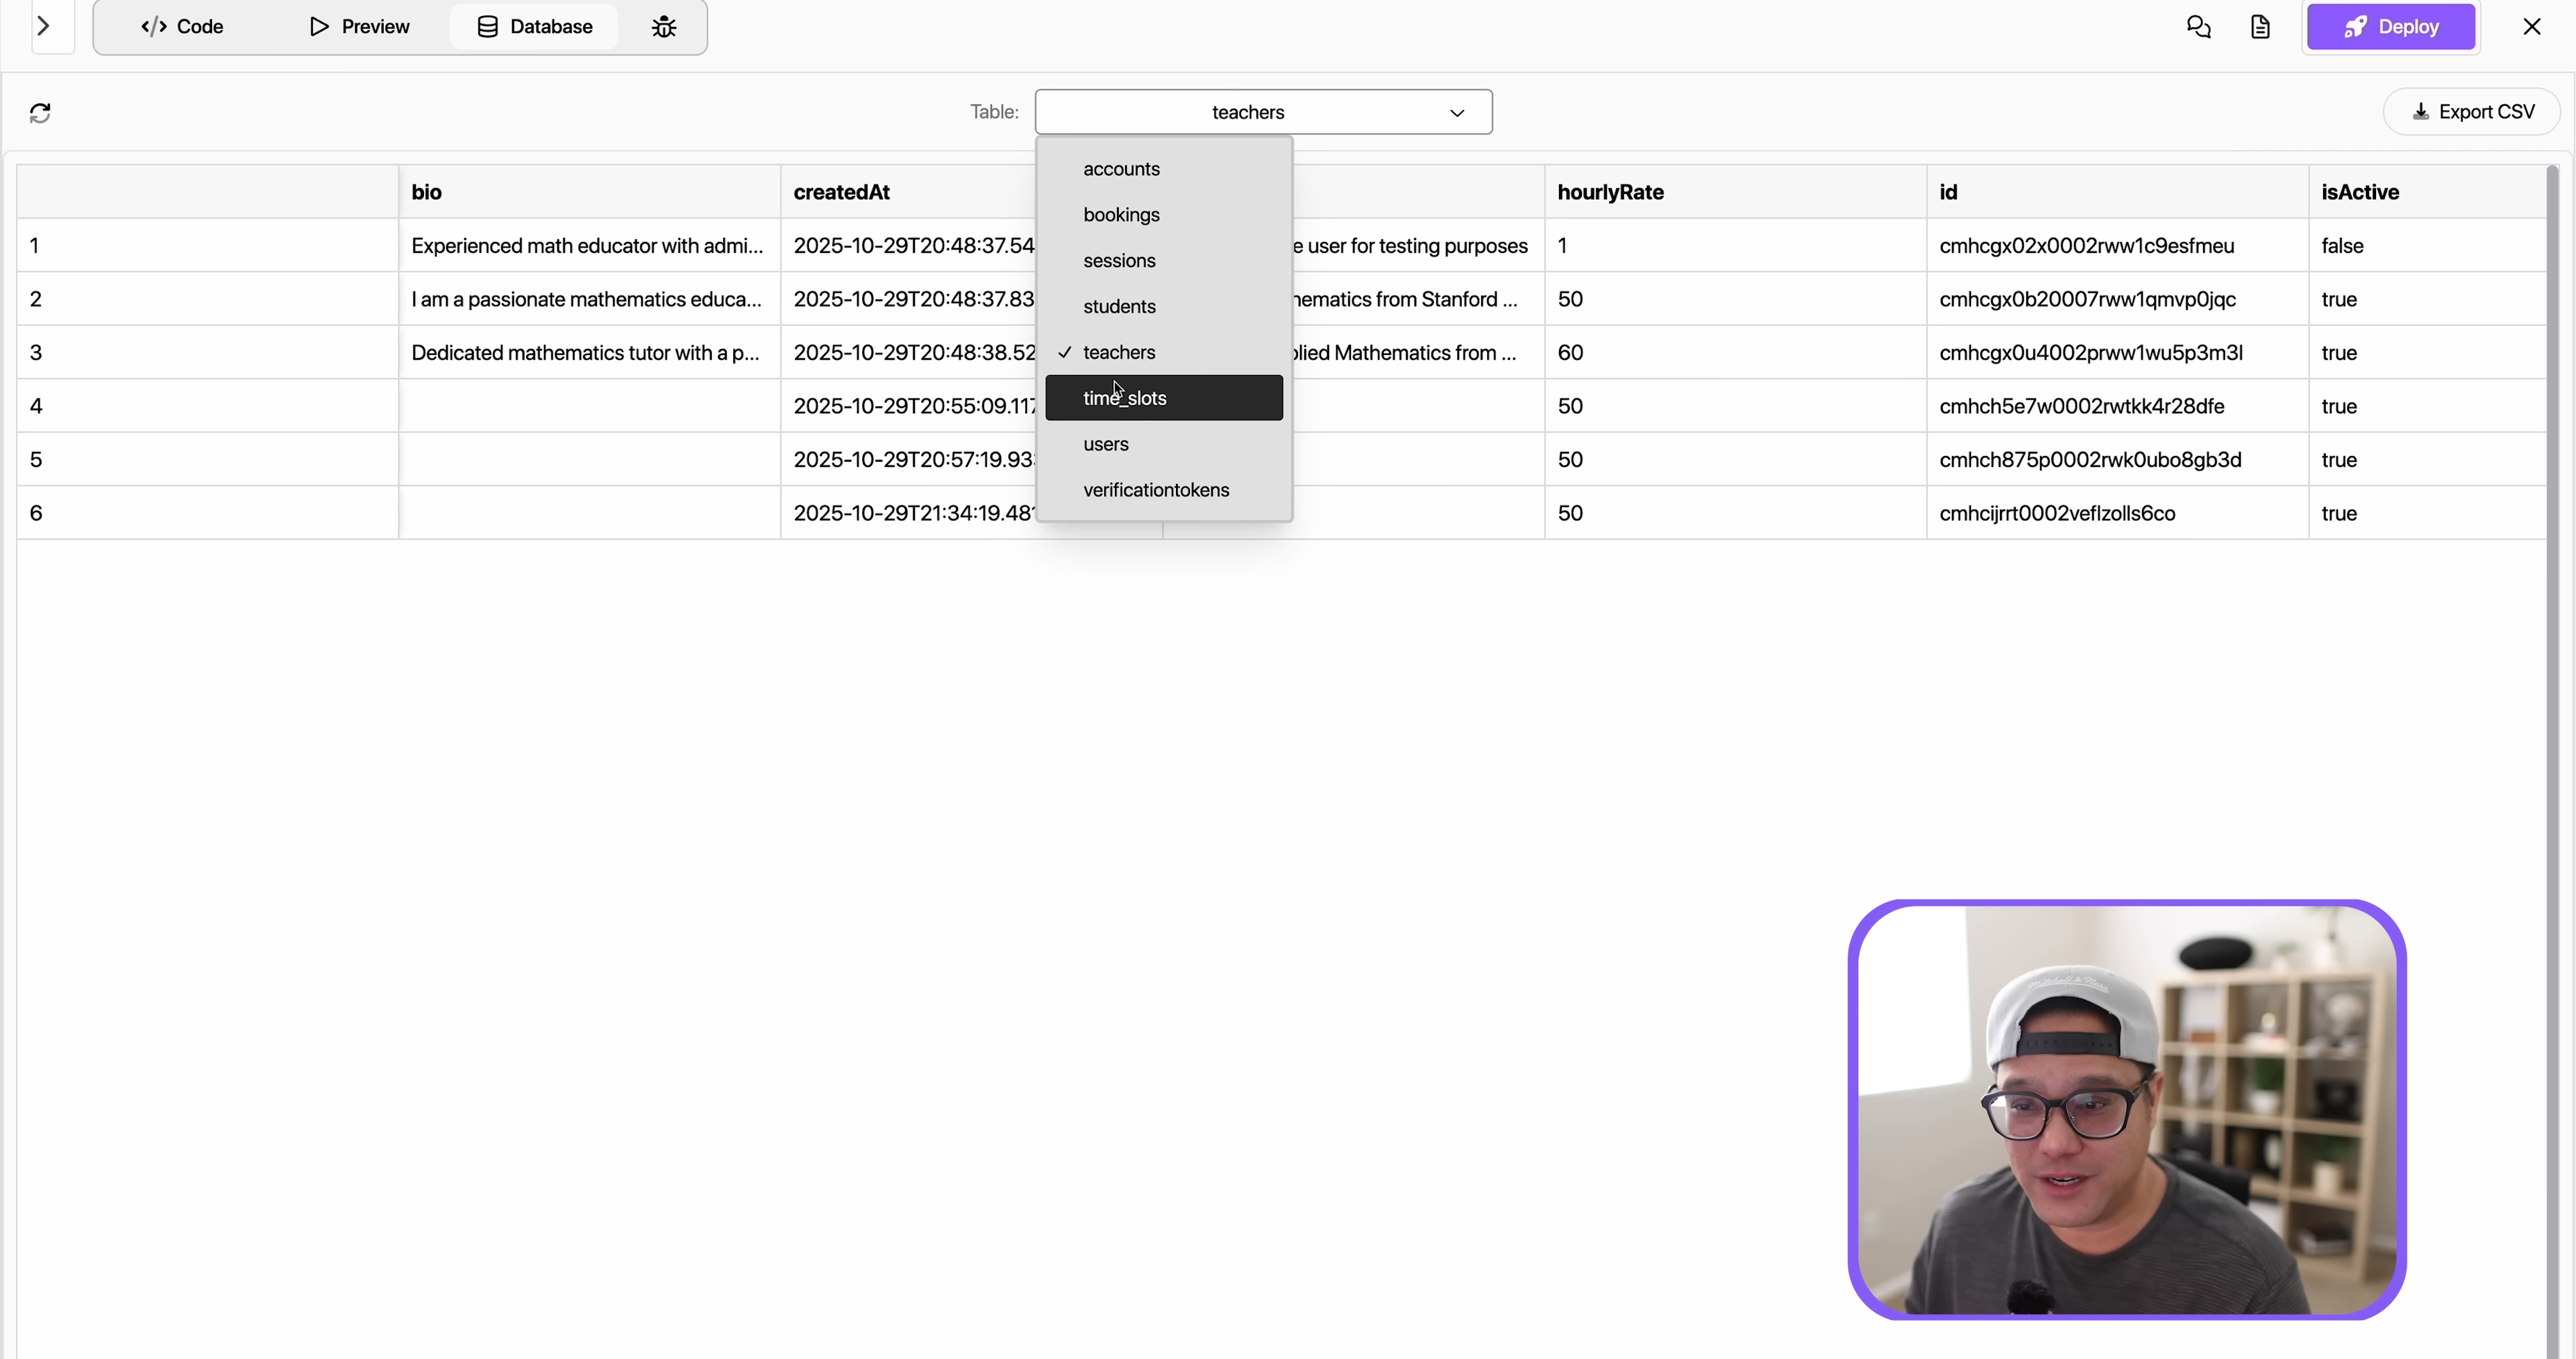 Code Preview Database Deploy
Table: teachers Export CSV
accounts
bookings
sessions
students
teachers
time_slots
users
verificationtokens
bio createdAt hourlyRate id isActive
1 Experienced math educator with admi... 2025-10-29T20:48:37.54 e user for testing purposes 1 cmhcgx02x0002rww1c9esfmeu false
2 I am a passionate mathematics educa... 2025-10-29T20:48:37.83 hematics from Stanford ... 50 cmhcgx0b20007rww1qmvp0jqc true
3 Dedicated mathematics tutor with a p... 2025-10-29T20:48:38.52 plied Mathematics from ... 60 cmhcgx0u4002prww1wu5p3m3l true
4 2025-10-29T20:55:09.117 50 cmhch5e7w0002rwtkk4r28dfe true
5 2025-10-29T20:57:19.93 50 cmhch875p0002rwk0ubo8gb3d true
6 2025-10-29T21:34:19.481 50 cmhcijrrt0002veflzolls6co true
Mitchell & Ness